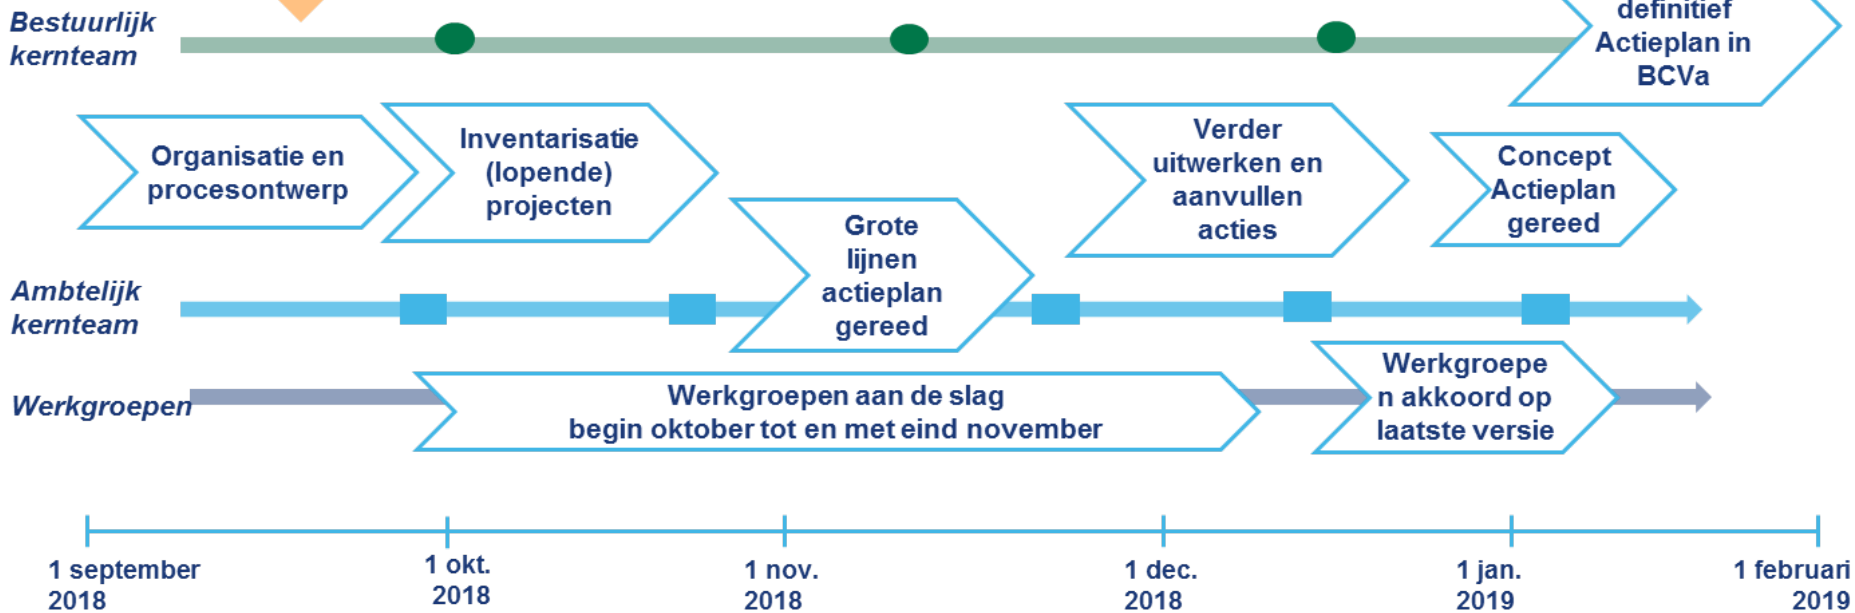 Bestuurlijk
kernteam
definitief
Actieplan in
BCVa
Organisatie en
procesontwerp
Inventarisatie
(lopende)
projecten
Grote
lijnen
actieplan
gereed
Verder
uitwerken en
aanvullen
acties
Concept
Actieplan
gereed
Ambtelijk
kernteam
Werkgroepen
Werkgroepen aan de slag
begin oktober tot en met eind november
Werkgroepe
n akkoord op
laatste versie
1 september
2018
1 okt.
2018
1 nov.
2018
1 dec.
2018
1 jan.
2019
1 februari
2019